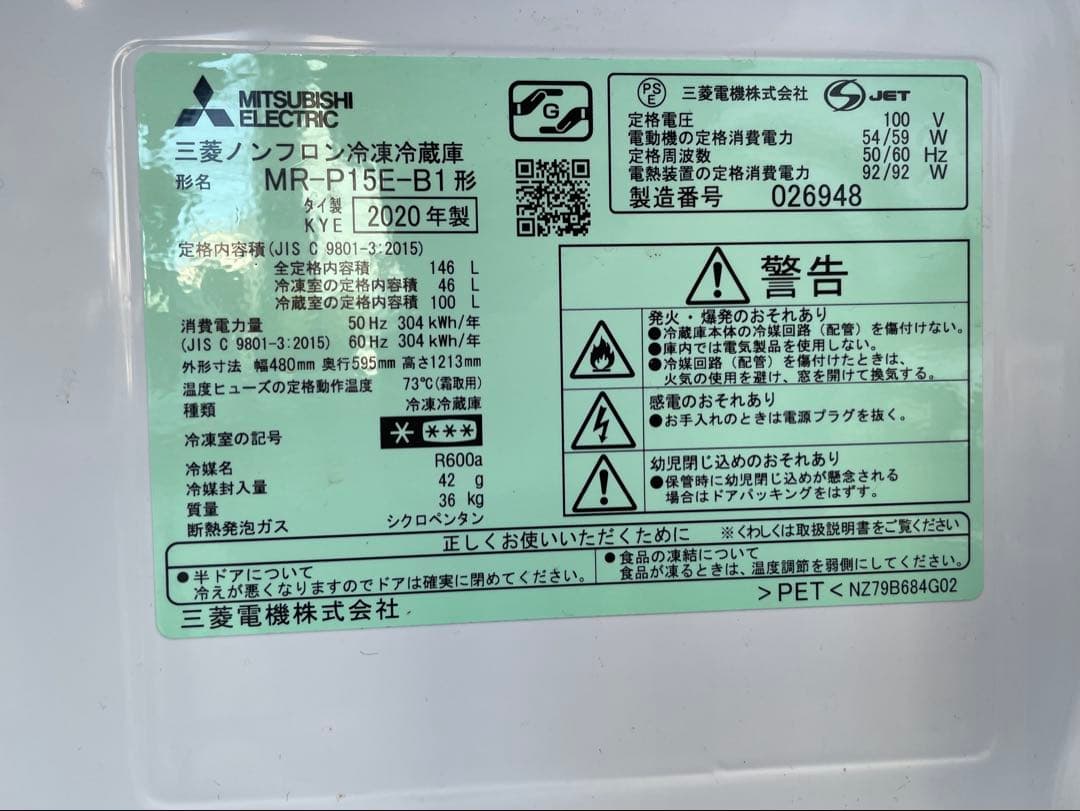 MITSUBISHI
ELECTRIC
三菱ノンフロン冷凍冷蔵庫
形名 MR-P15E-B1形
タイ製
KYE 2020年製
定格内容積(JIS C 9801-3:2015)
全定格内容積 146 L
冷凍室の定格内容積 46 L
冷蔵室の定格内容積 100 L
消費電力量 50Hz 304kWh/年
(JIS C 9801-3:2015) 60Hz 304kWh/年
外形寸法 幅480mm 奥行595mm 高さ1213mm
温度ヒューズの定格動作温度 73℃(霜取用)
種類 冷凍冷蔵庫
冷凍室の記号 * ***
冷媒名 R600a
冷媒封入量 42 g
質量 36 kg
断熱発泡ガス シクロペンタン
G
PS
E
三菱電機株式会社 S JET
定格電圧 100 V
電動機の定格消費電力 54/59 W
定格周波数 50/60 Hz
電熱装置の定格消費電力 92/92 W
製造番号 026948
警告
発火・爆発のおそれあり
●冷蔵庫本体の冷媒回路(配管)を傷付けない。
●庫内では電気製品を使用しない。
●冷媒回路(配管)を傷付けたときは、
火気の使用を避け、窓を開けて換気する。
感電のおそれあり
●お手入れのときは電源プラグを抜く。
幼児閉じ込めのおそれあり
●保管時に幼児閉じ込めが懸念される
場合はドアパッキングをはずす。
正しくお使いいただくために ※くわしくは取扱説明書をご覧ください
●半ドアについて
冷えが悪くなりますのでドアは確実に閉めてください。
●食品の凍結について
食品が凍るときは、温度調節を弱側にしてください。
三菱電機株式会社
>PET< NZ79B684G02